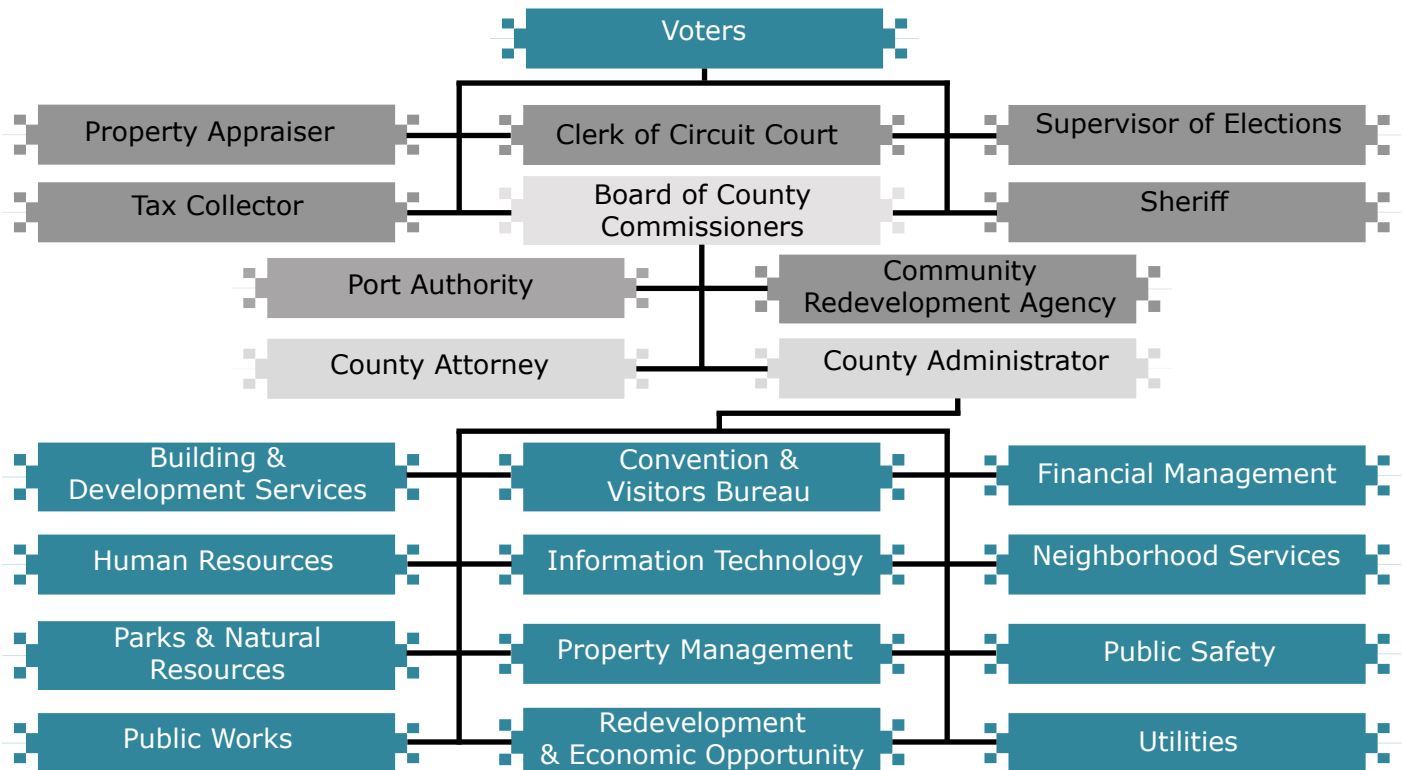 Voters
Property Appraiser
Clerk of Circuit Court
Supervisor of Elections
Tax Collector
Board of County
Commissioners
Sheriff
Port Authority
Community
Redevelopment Agency
County Attorney
County Administrator
Building &
Development Services
Convention &
Visitors Bureau
Financial Management
Human Resources
Information Technology
Neighborhood Services
Parks & Natural
Resources
Property Management
Public Safety
Public Works
Redevelopment
& Economic Opportunity
Utilities